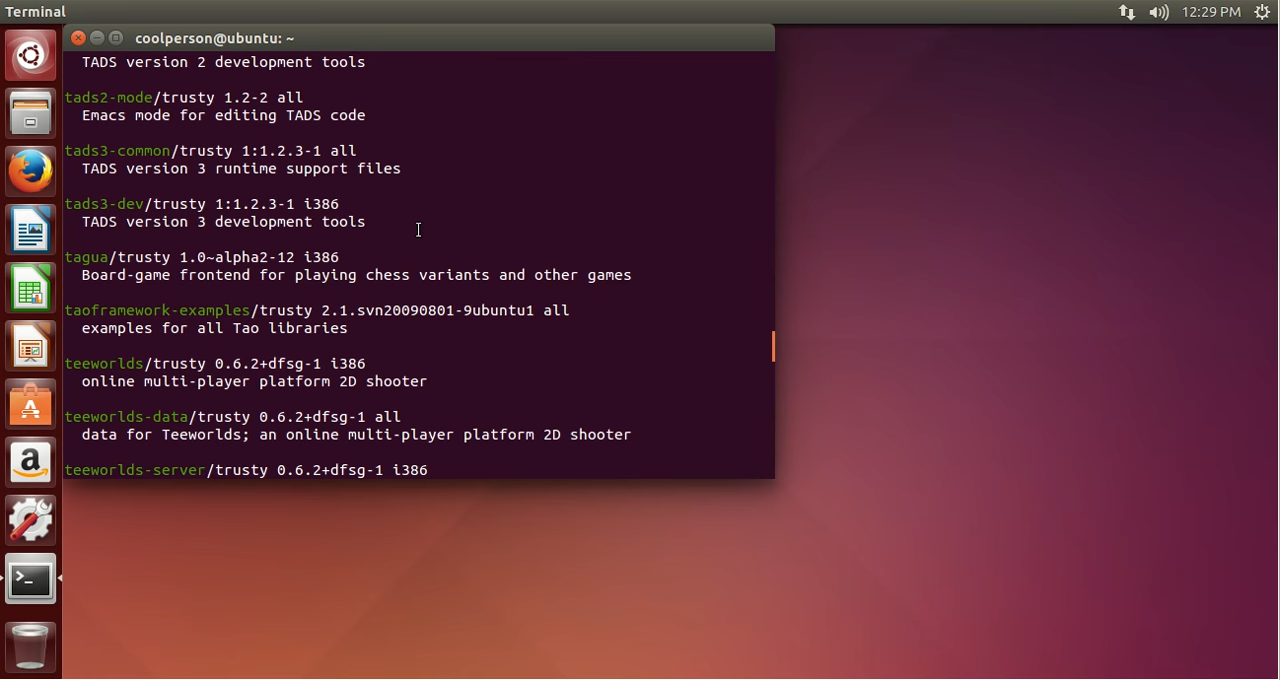 Terminal
12:29 PM
coolperson@ubuntu: ~
TADS version 2 development tools
tads2-mode/trusty 1.2-2 all
Emacs mode for editing TADS code
tads3-common/trusty 1:1.2.3-1 all
TADS version 3 runtime support files
tads3-dev/trusty 1:1.2.3-1 i386
TADS version 3 development tools
tagua/trusty 1.0~alpha2-12 i386
Board-game frontend for playing chess variants and other games
taoframework-examples/trusty 2.1.svn20090801-9ubuntu1 all
examples for all Tao libraries
teeworlds/trusty 0.6.2+dfsg-1 i386
online multi-player platform 2D shooter
teeworlds-data/trusty 0.6.2+dfsg-1 all
data for Teeworlds; an online multi-player platform 2D shooter
teeworlds-server/trusty 0.6.2+dfsg-1 i386